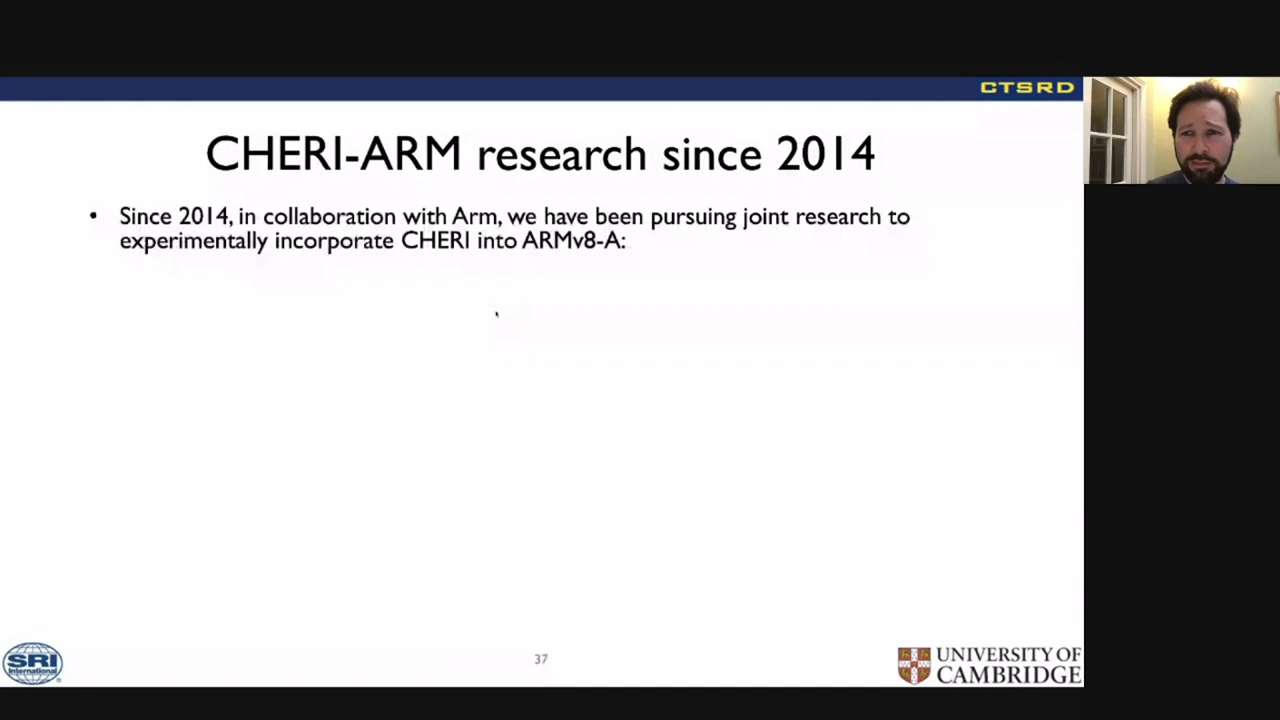 CTSRD
CHERI-ARM research since 2014
• Since 2014, in collaboration with Arm, we have been pursuing joint research to
experimentally incorporate CHERI into ARMv8-A:
SRI
International
37
UNIVERSITY OF
CAMBRIDGE